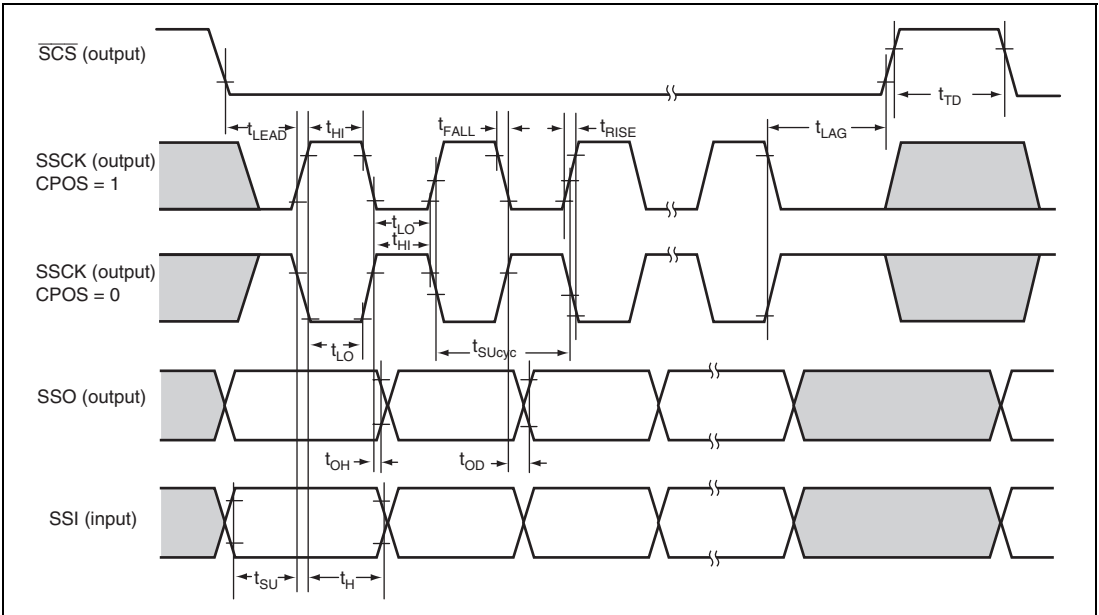 SCS (output)
tTD
tLEAD
tHI
tFALL
tRISE
tLAG
SSCK (output)
CPOS = 1
tLO
tHI
SSCK (output)
CPOS = 0
tLO
tSUcyc
SSO (output)
tOH
tOD
SSI (input)
tSU
tH